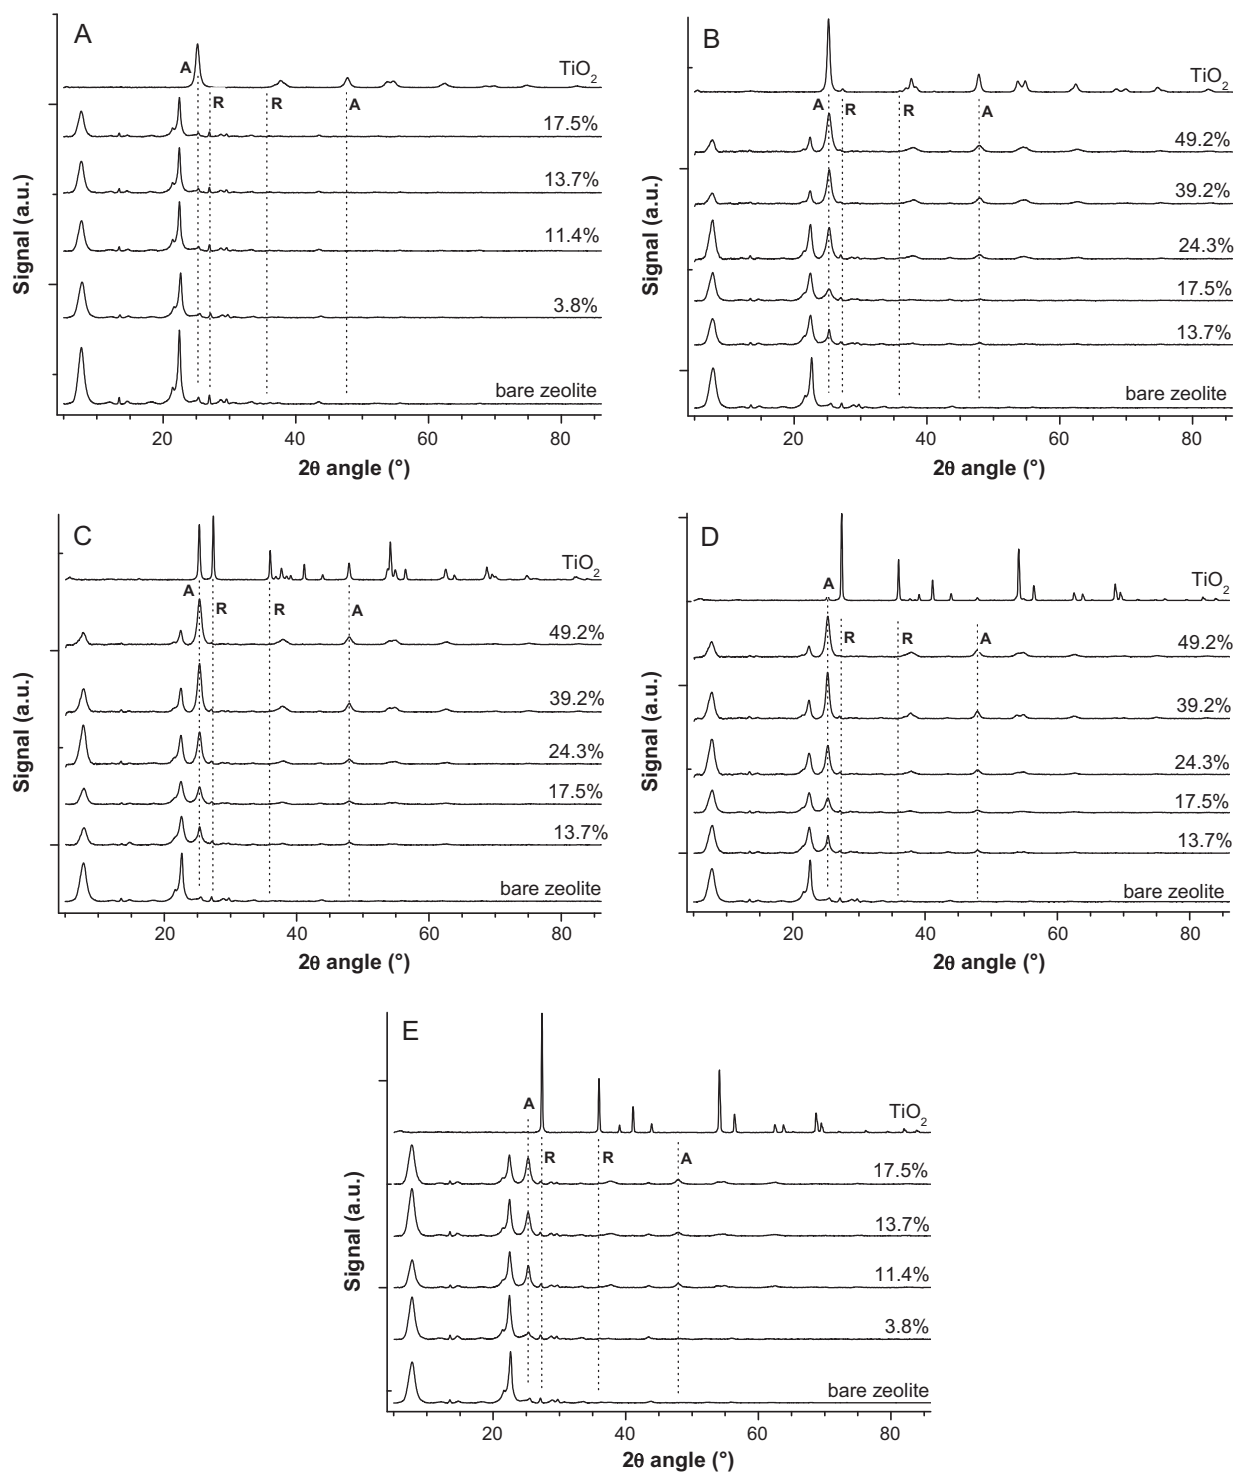 A
TiO2
A
R
R
A
17.5%
13.7%
11.4%
3.8%
bare zeolite
Signal (a.u.)
20
40
60
80
2θ angle (°)
B
TiO2
A
R
R
A
49.2%
39.2%
24.3%
17.5%
13.7%
bare zeolite
Signal (a.u.)
20
40
60
80
2θ angle (°)
C
TiO2
A
R
R
A
49.2%
39.2%
24.3%
17.5%
13.7%
bare zeolite
Signal (a.u.)
20
40
60
80
2θ angle (°)
D
TiO2
A
R
R
A
49.2%
39.2%
24.3%
17.5%
13.7%
bare zeolite
Signal (a.u.)
20
40
60
80
2θ angle (°)
E
TiO2
A
R
R
A
17.5%
13.7%
11.4%
3.8%
bare zeolite
Signal (a.u.)
20
40
60
80
2θ angle (°)